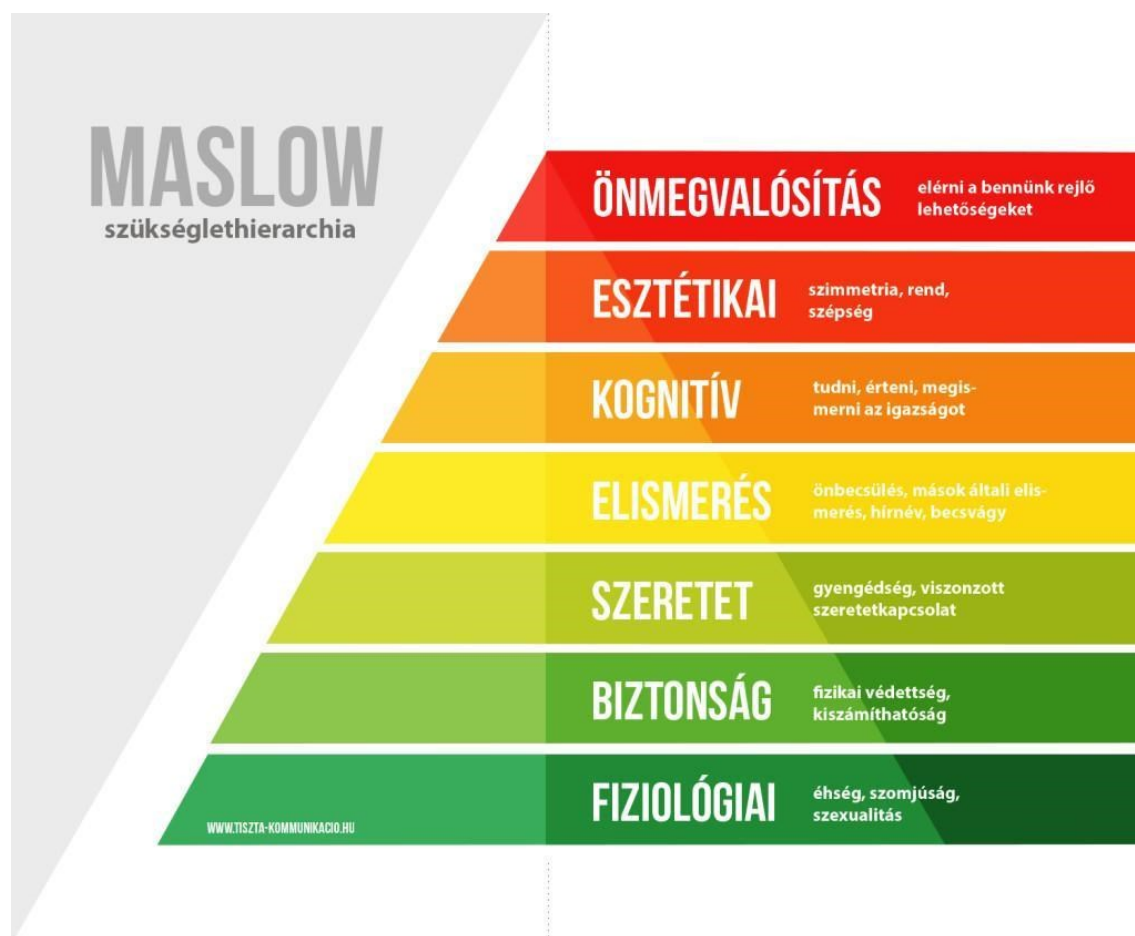 MASLOW
szükséglethierarchia
ÖNMEGVALÓSÍTÁS
elérni a bennünk rejlő
lehetőségeket
ESZTÉTIKAI
szimmetria, rend,
szépség
KOGNITÍV
tudni, érteni, megis-
merni az igazságot
ELISMERÉS
önbecsülés, mások általi elis-
merés, hírnév, becsvágy
SZERETET
gyengédség, viszonzott
szeretetkapcsolat
BIZTONSÁG
fizikai védettség,
kiszámíthatóság
FIZIOLÓGIAI
éhség, szomjúság,
szexualitás
WWW.TISZTA-KOMMUNIKACIO.HU